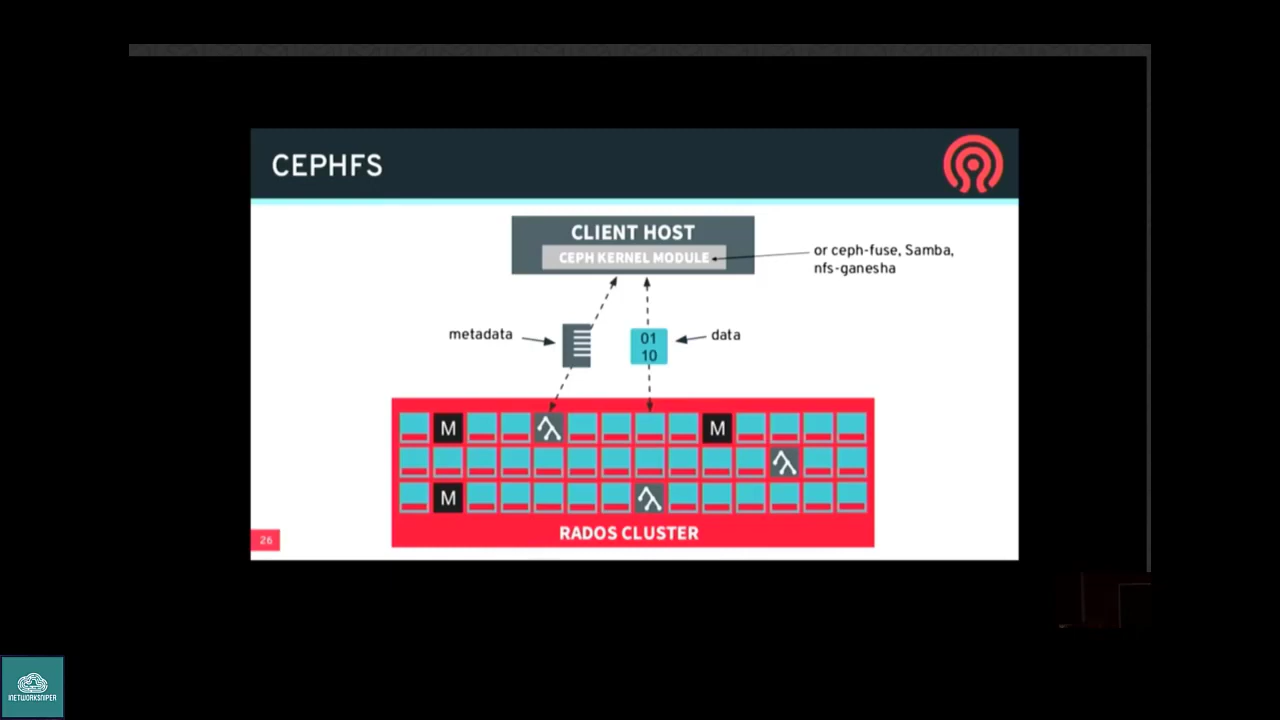 CEPHFS
CLIENT HOST
CEPH KERNEL MODULE
or ceph-fuse, Samba,
nfs-ganesha
metadata
01
10
data
M
M
M
RADOS CLUSTER
26
INETWORKSNIPER